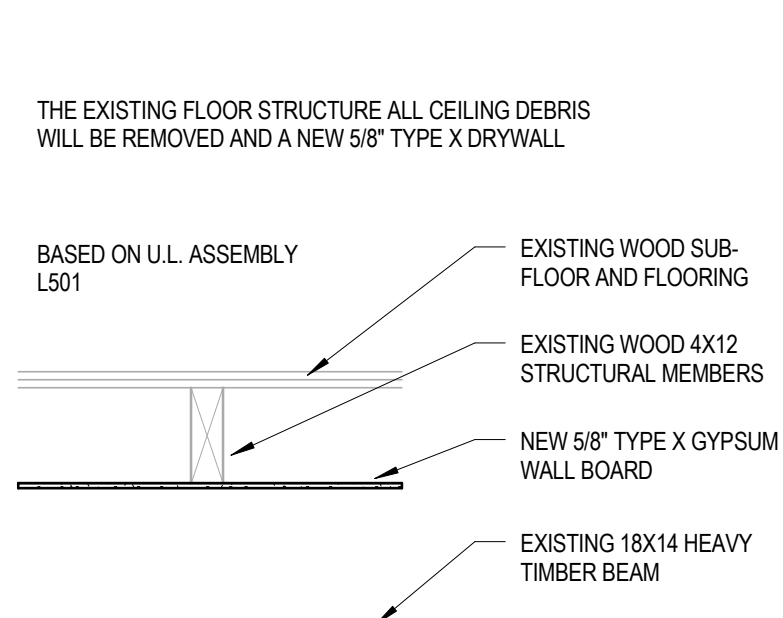 THE EXISTING FLOOR STRUCTURE ALL CEILING DEBRIS
WILL BE REMOVED AND A NEW 5/8" TYPE X DRYWALL
BASED ON U.L. ASSEMBLY
L501
EXISTING WOOD SUB-
FLOOR AND FLOORING
EXISTING WOOD 4X12
STRUCTURAL MEMBERS
NEW 5/8" TYPE X GYPSUM
WALL BOARD
EXISTING 18X14 HEAVY
TIMBER BEAM